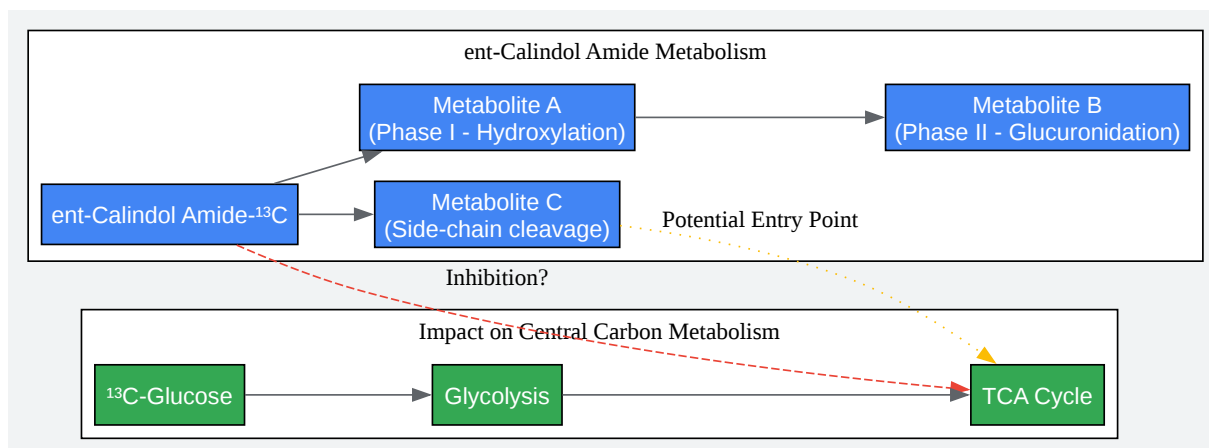 ent-Calindol Amide Metabolism
Metabolite A
(Phase I - Hydroxylation)
Metabolite B
(Phase II - Glucuronidation)
ent-Calindol Amide-¹³C
Metabolite C
(Side-chain cleavage)
Potential Entry Point
Inhibition?
Impact on Central Carbon Metabolism
¹³C-Glucose
Glycolysis
TCA Cycle